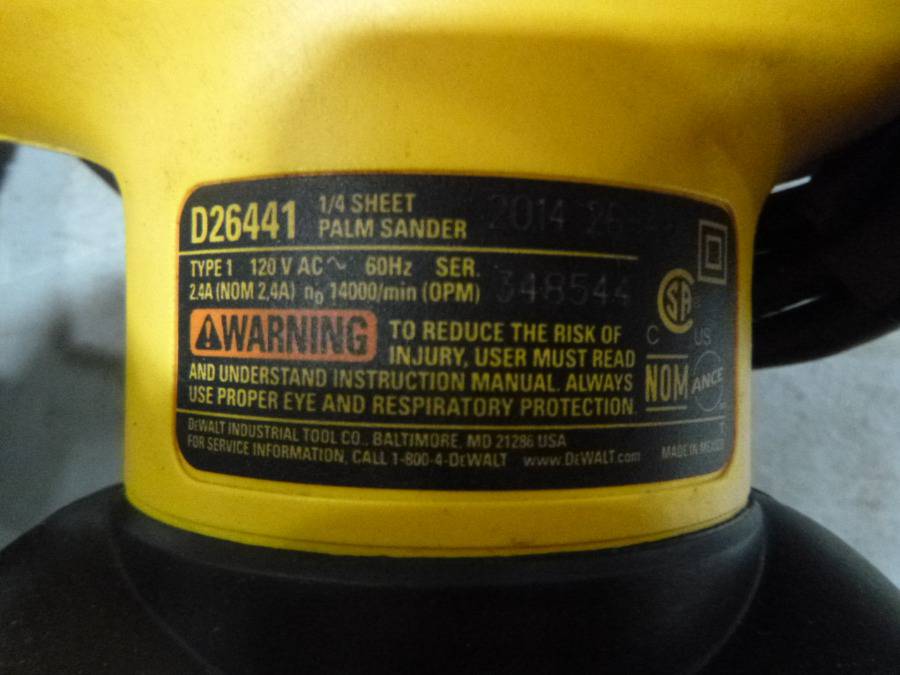 D26441 1/4 SHEET
PALM SANDER 2014 26
TYPE 1 120 V AC~ 60Hz SER.
2.4A (NOM 2,4A) n₀ 14000/min (OPM) 348544
⚠WARNING TO REDUCE THE RISK OF
INJURY, USER MUST READ
AND UNDERSTAND INSTRUCTION MANUAL. ALWAYS
USE PROPER EYE AND RESPIRATORY PROTECTION.
DEWALT INDUSTRIAL TOOL CO., BALTIMORE, MD 21286 USA
FOR SERVICE INFORMATION, CALL 1-800-4-DEWALT www.DEWALT.com
MADE IN MEXICO
SA
C US
NOM ANCE